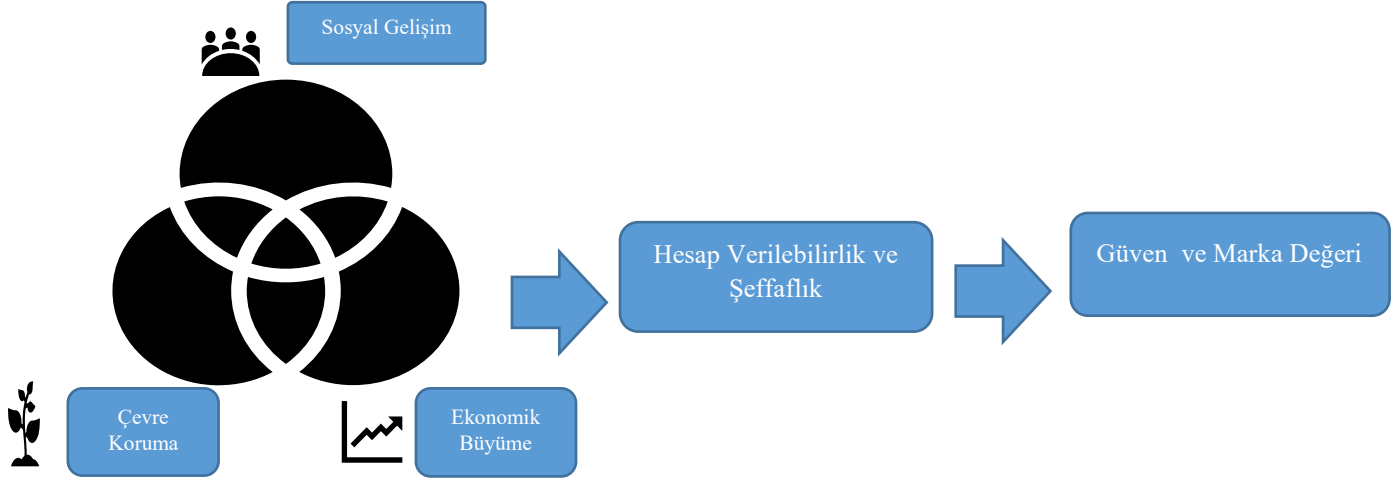 Sosyal Gelişim
Çevre
Koruma
Ekonomik
Büyüme
Hesap Verilebilirlik ve
Şeffaflık
Güven  ve Marka Değeri